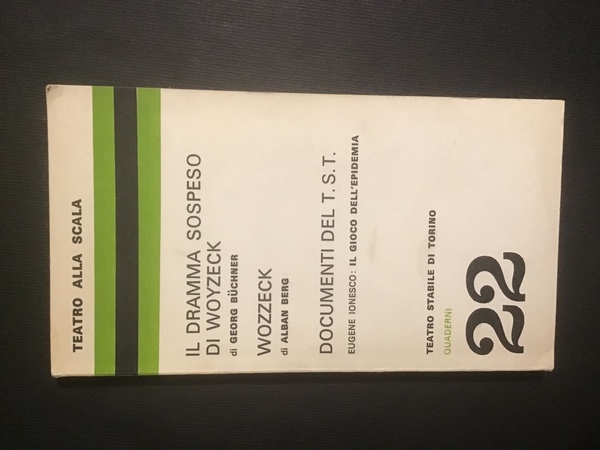 TEATRO ALLA SCALA
IL DRAMMA SOSPESO
DI WOYZECK
di GEORG BÜCHNER
WOZZECK
di ALBAN BERG
DOCUMENTI DEL T.S.T.
EUGENE IONESCO: IL GIOCO DELL'EPIDEMIA
TEATRO STABILE DI TORINO
QUADERNI
22